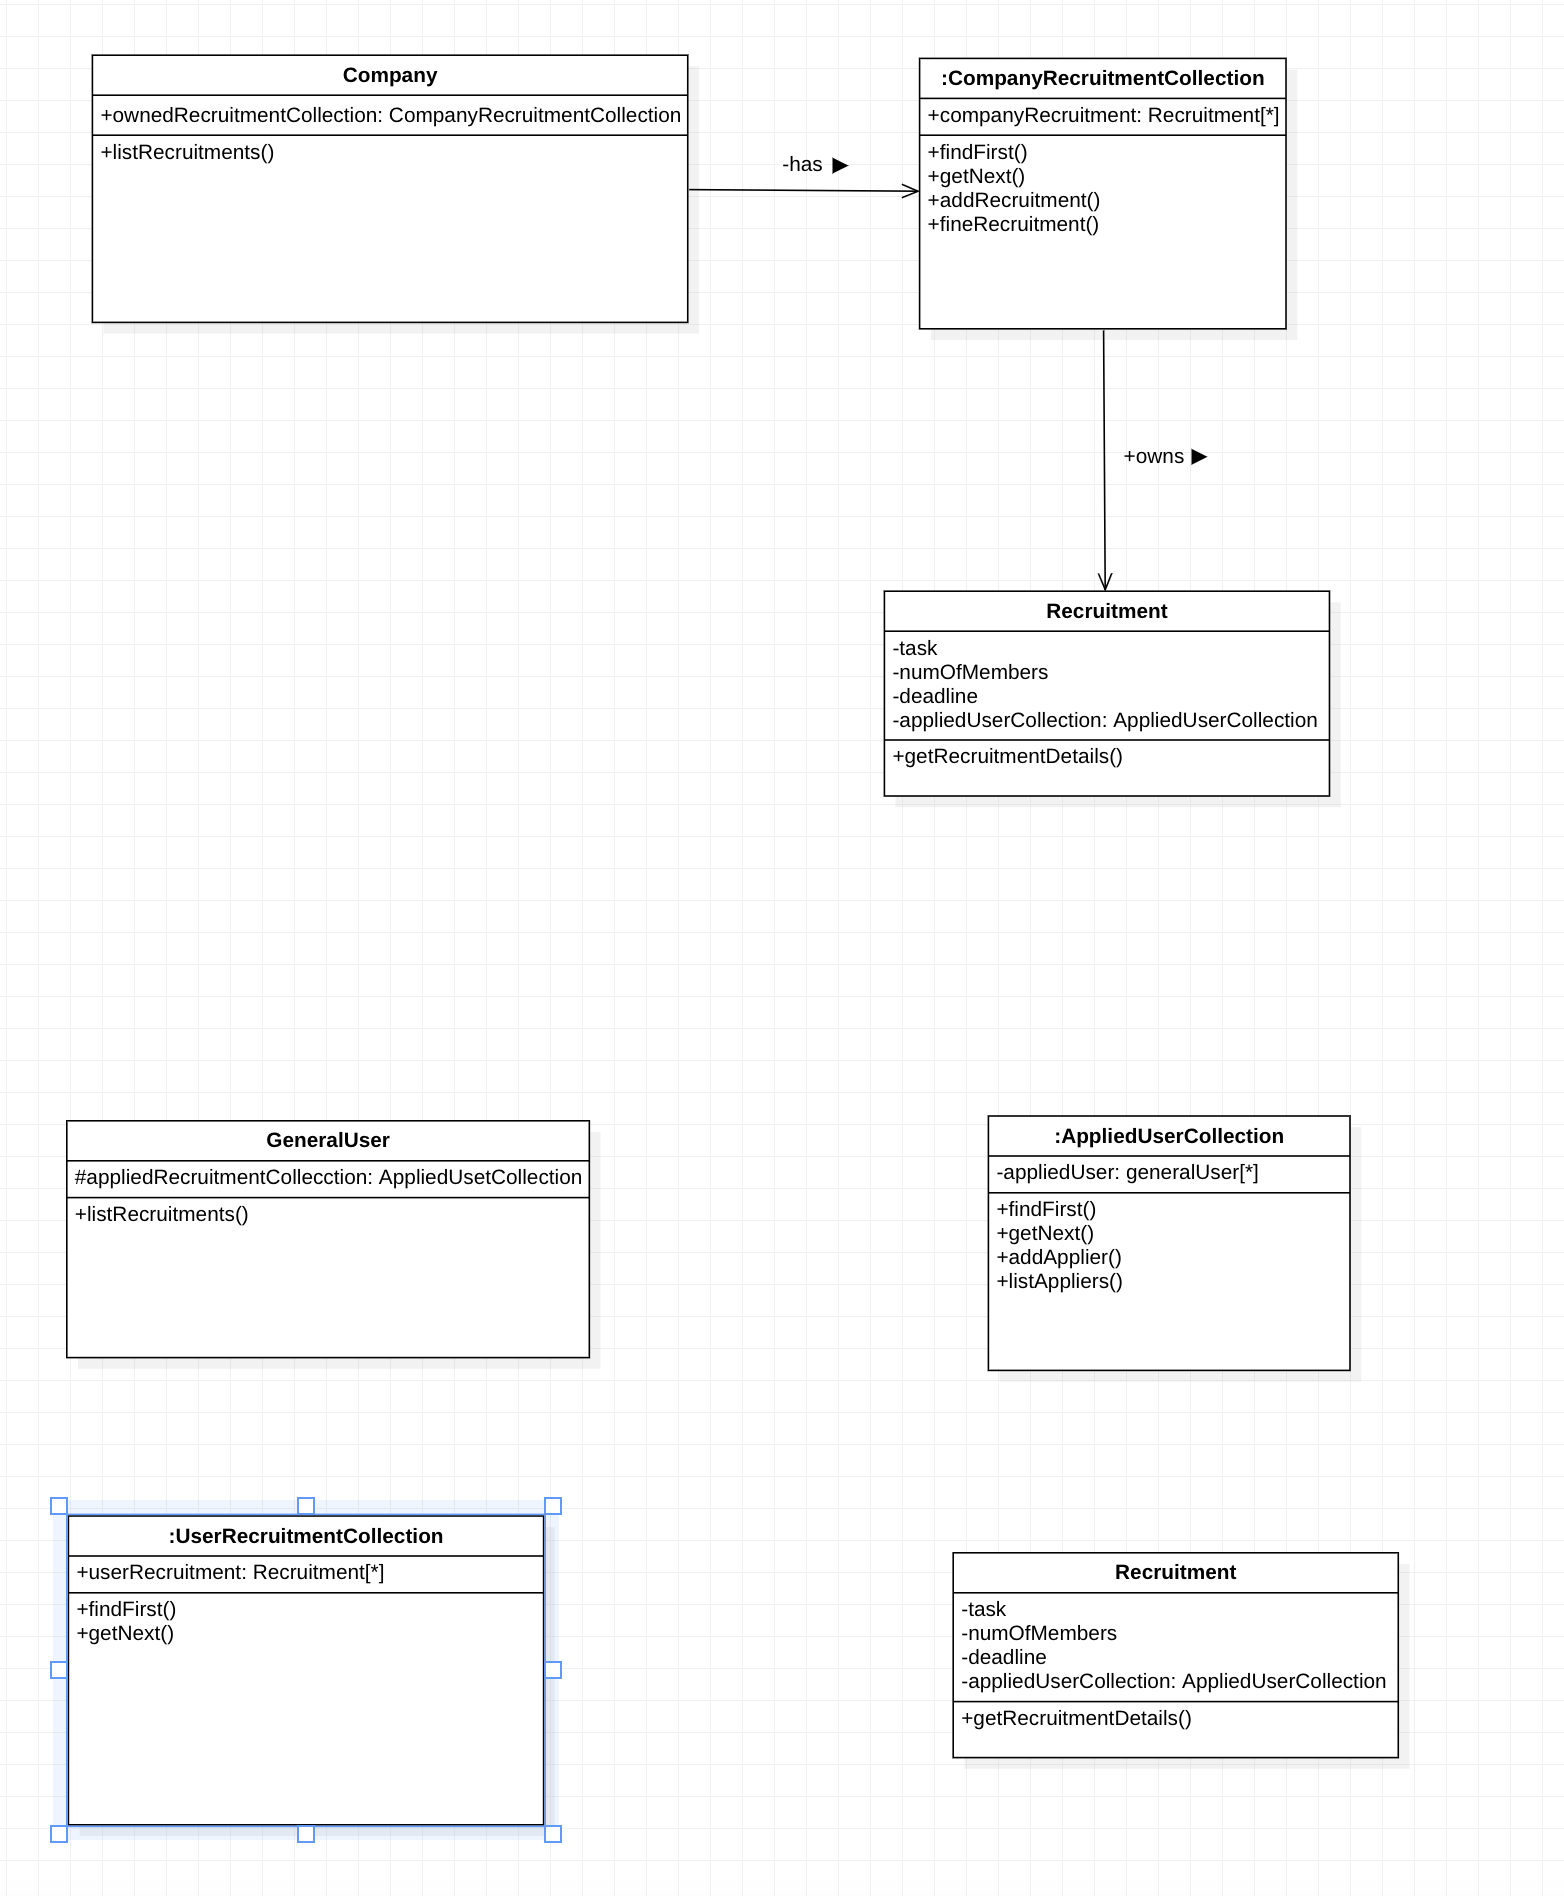 Company
+ownedRecruitmentCollection: CompanyRecruitmentCollection
+listRecruitments()
-has ▶
:CompanyRecruitmentCollection
+companyRecruitment: Recruitment[*]
+findFirst()
+getNext()
+addRecruitment()
+fineRecruitment()
+owns ▶
Recruitment
-task
-numOfMembers
-deadline
-appliedUserCollection: AppliedUserCollection
+getRecruitmentDetails()
GeneralUser
#appliedRecruitmentCollecction: AppliedUsetCollection
+listRecruitments()
:AppliedUserCollection
-appliedUser: generalUser[*]
+findFirst()
+getNext()
+addApplier()
+listAppliers()
:UserRecruitmentCollection
+userRecruitment: Recruitment[*]
+findFirst()
+getNext()
Recruitment
-task
-numOfMembers
-deadline
-appliedUserCollection: AppliedUserCollection
+getRecruitmentDetails()